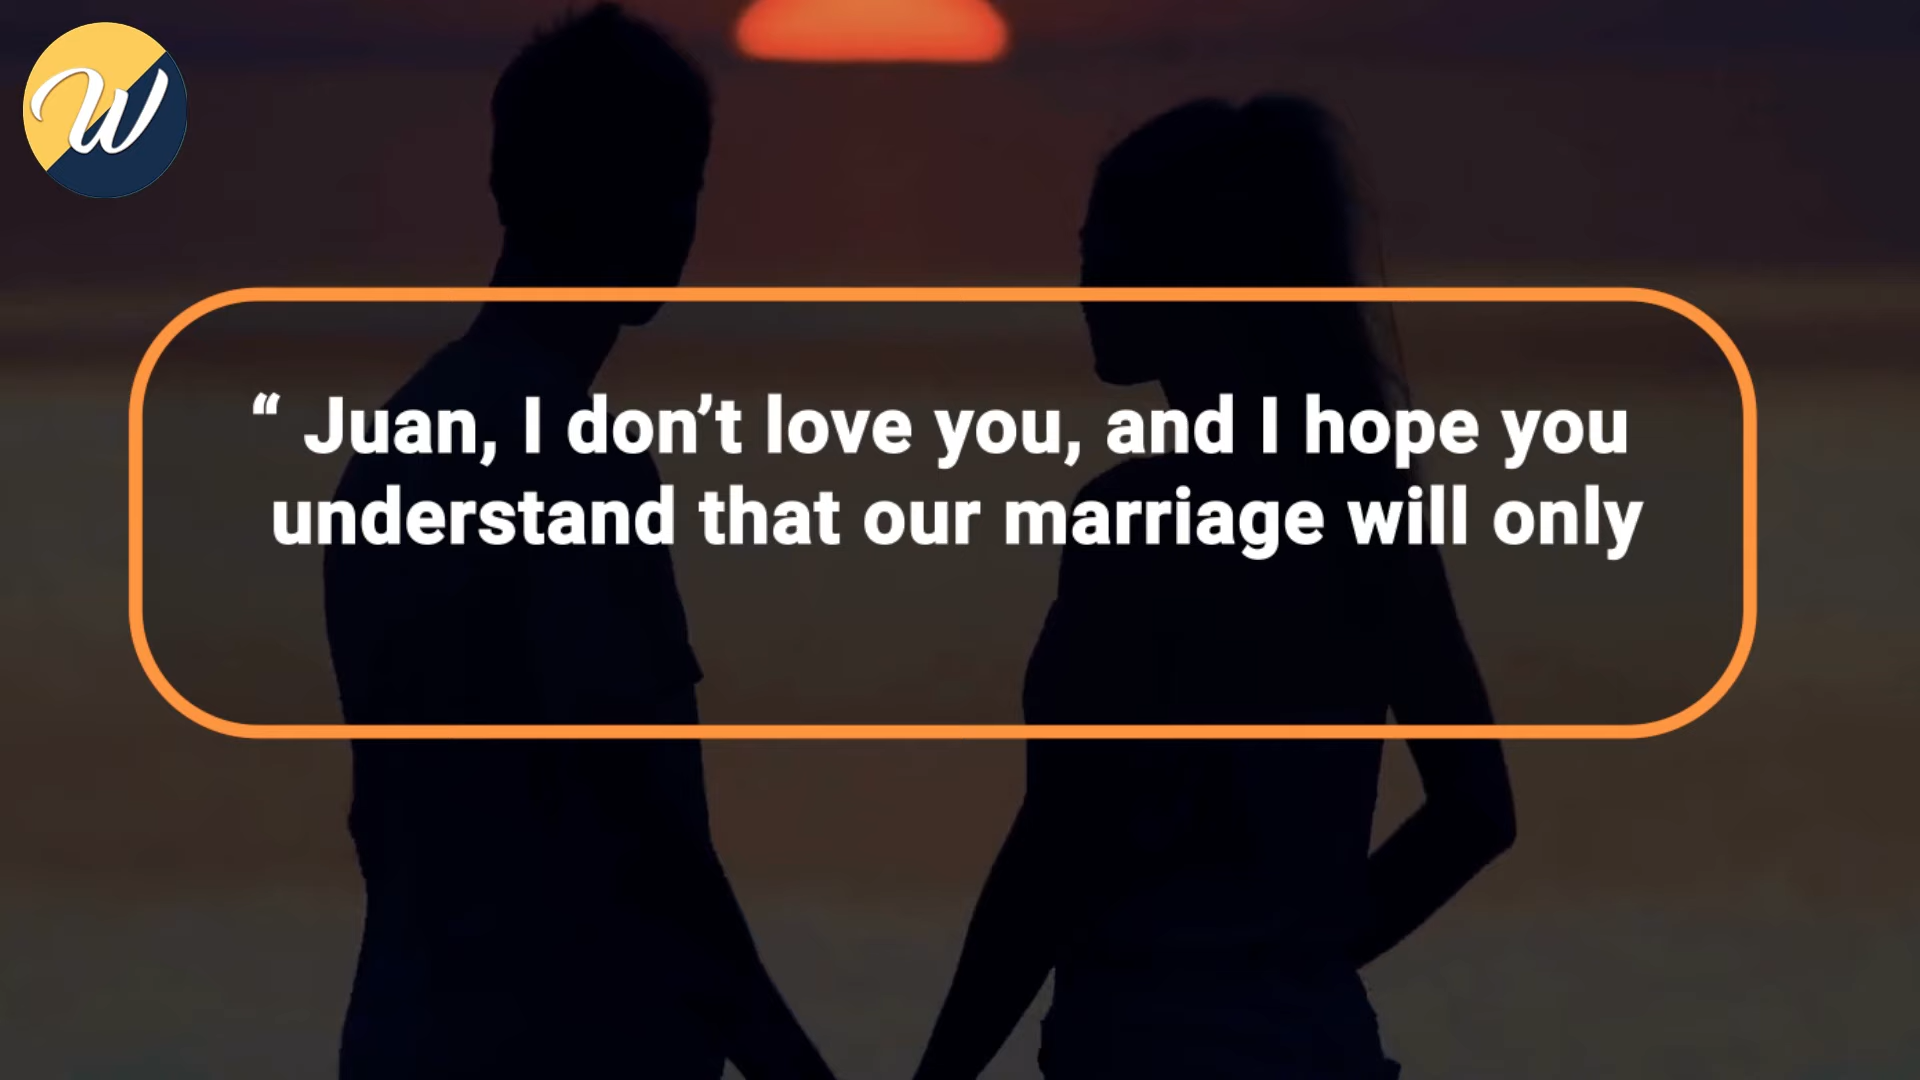 W
“ Juan, I don’t love you, and I hope you
understand that our marriage will only